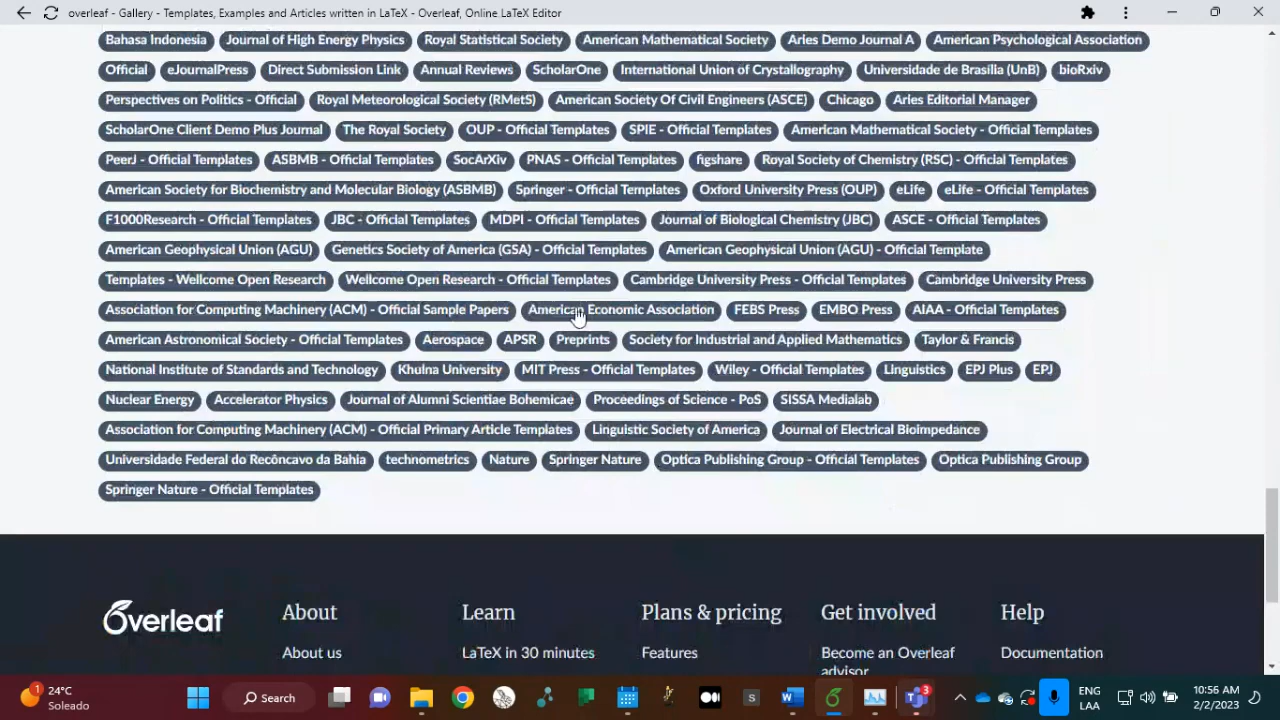 overleaf - Gallery - Templates, Examples and Articles written in LaTeX - Overleaf, Online LaTeX Editor
Bahasa Indonesia Journal of High Energy Physics Royal Statistical Society American Mathematical Society Aries Demo Journal A American Psychological Association
Official eJournalPress Direct Submission Link Annual Reviews ScholarOne International Union of Crystallography Universidade de Brasília (UnB) bioRxiv
Perspectives on Politics - Official Royal Meteorological Society (RMetS) American Society Of Civil Engineers (ASCE) Chicago Aries Editorial Manager
ScholarOne Client Demo Plus Journal The Royal Society OUP - Official Templates SPIE - Official Templates American Mathematical Society - Official Templates
PeerJ - Official Templates ASBMB - Official Templates SocArXiv PNAS - Official Templates figshare Royal Society of Chemistry (RSC) - Official Templates
American Society for Biochemistry and Molecular Biology (ASBMB) Springer - Official Templates Oxford University Press (OUP) eLife eLife - Official Templates
F1000Research - Official Templates JBC - Official Templates MDPI - Official Templates Journal of Biological Chemistry (JBC) ASCE - Official Templates
American Geophysical Union (AGU) Genetics Society of America (GSA) - Official Templates American Geophysical Union (AGU) - Official Template
Templates - Wellcome Open Research Wellcome Open Research - Official Templates Cambridge University Press - Official Templates Cambridge University Press
Association for Computing Machinery (ACM) - Official Sample Papers American Economic Association FEBS Press EMBO Press AIAA - Official Templates
American Astronomical Society - Official Templates Aerospace APSR Preprints Society for Industrial and Applied Mathematics Taylor & Francis
National Institute of Standards and Technology Khulna University MIT Press - Official Templates Wiley - Official Templates Linguistics EPJ Plus EPJ
Nuclear Energy Accelerator Physics Journal of Alumni Scientiae Bohemicae Proceedings of Science - PoS SISSA Medialab
Association for Computing Machinery (ACM) - Official Primary Article Templates Linguistic Society of America Journal of Electrical Bioimpedance
Universidade Federal do Recôncavo da Bahia technometrics Nature Springer Nature Optica Publishing Group - Official Templates Optica Publishing Group
Springer Nature - Official Templates
Overleaf About Learn Plans & pricing Get involved Help
About us LaTeX in 30 minutes Features Become an Overleaf Documentation
advisor
1 24°C
Soleado
Search
S
W
3
ENG
LAA
10:56 AM
2/2/2023